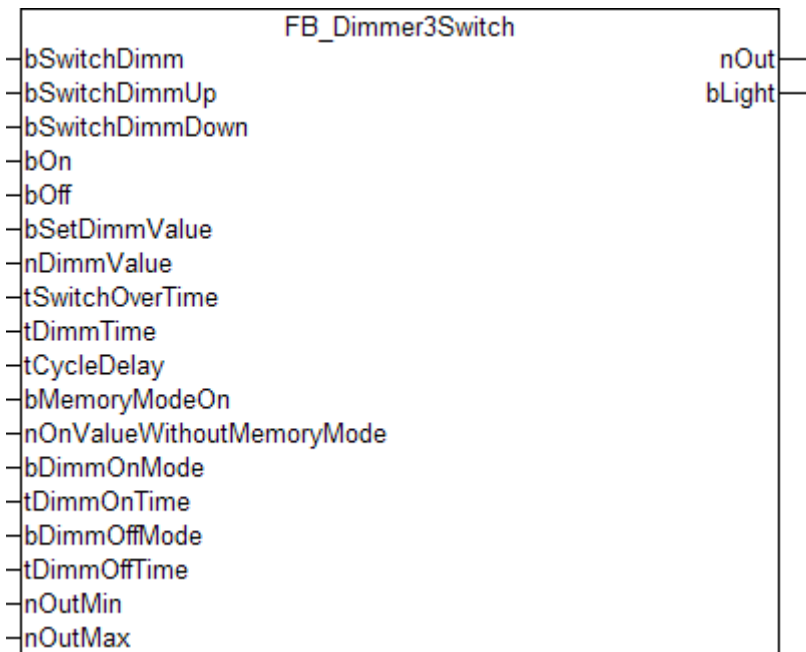 FB_Dimmer3Switch
bSwitchDimm nOut
bSwitchDimmUp bLight
bSwitchDimmDown
bOn
bOff
bSetDimmValue
nDimmValue
tSwitchOverTime
tDimmTime
tCycleDelay
bMemoryModeOn
nOnValueWithoutMemoryMode
bDimmOnMode
tDimmOnTime
bDimmOffMode
tDimmOffTime
nOutMin
nOutMax